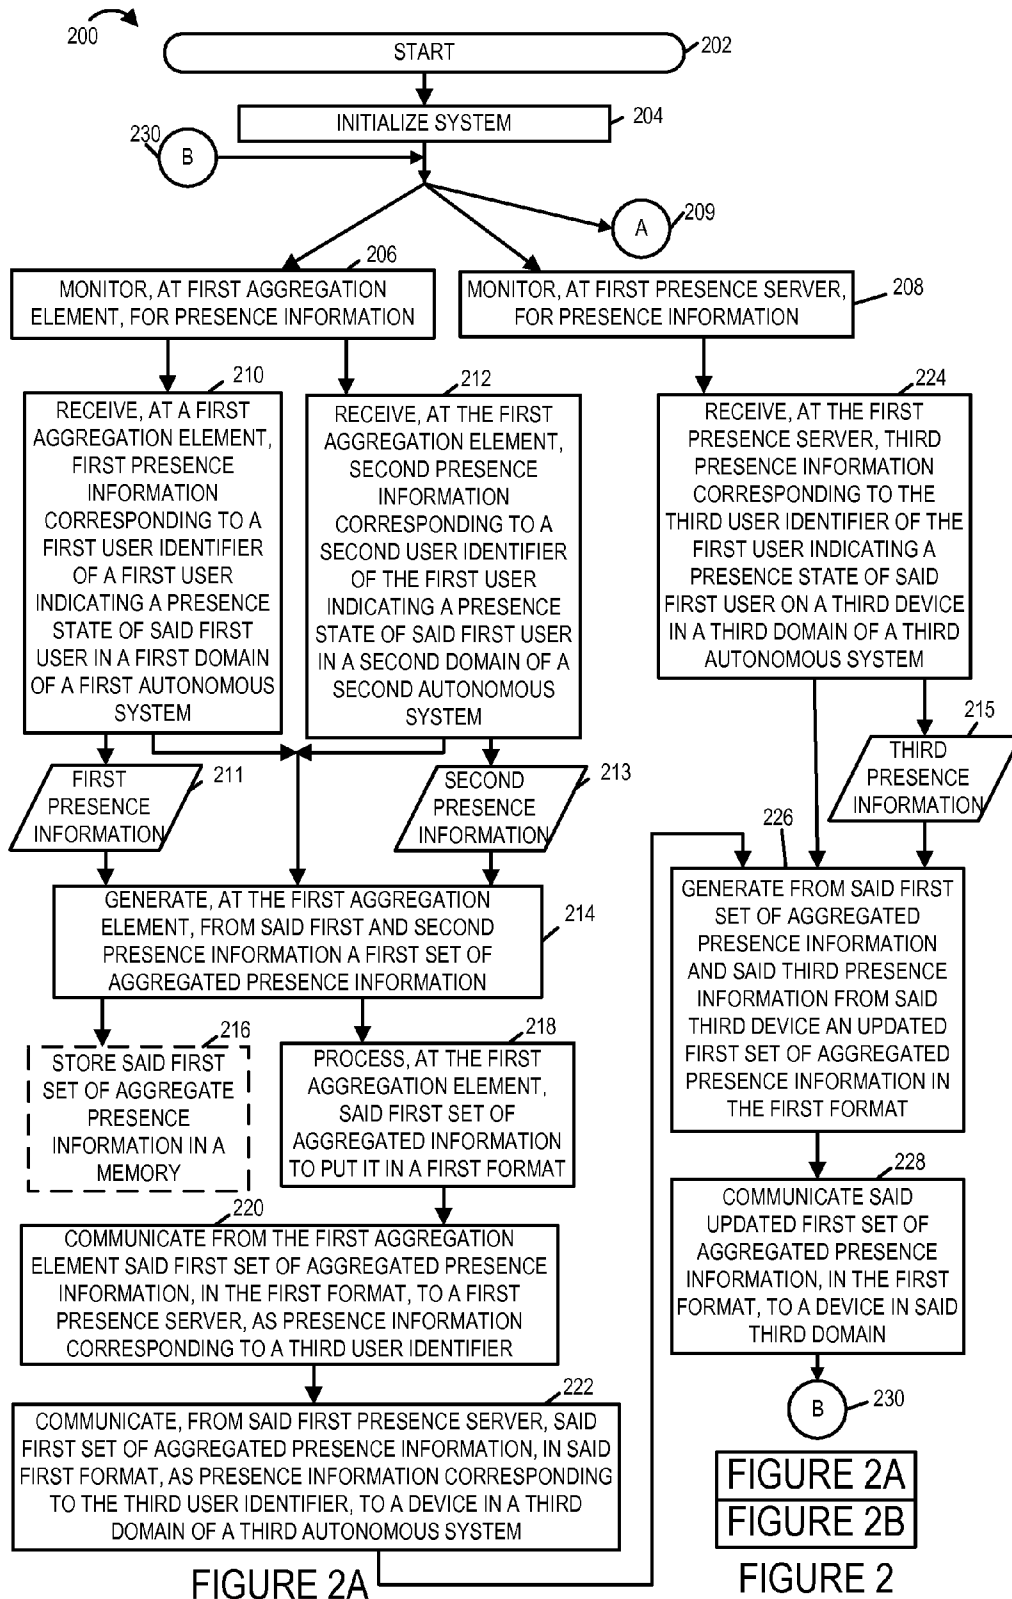 200
START
202
INITIALIZE SYSTEM
204
230
B
A
209
206
MONITOR, AT FIRST AGGREGATION
ELEMENT, FOR PRESENCE INFORMATION
MONITOR, AT FIRST PRESENCE SERVER,
FOR PRESENCE INFORMATION
208
210
RECEIVE, AT A FIRST
AGGREGATION ELEMENT,
FIRST PRESENCE
INFORMATION
CORRESPONDING TO A
FIRST USER IDENTIFIER
OF A FIRST USER
INDICATING A PRESENCE
STATE OF SAID FIRST
USER IN A FIRST DOMAIN
OF A FIRST AUTONOMOUS
SYSTEM
212
RECEIVE, AT THE FIRST
AGGREGATION ELEMENT,
SECOND PRESENCE
INFORMATION
CORRESPONDING TO A
SECOND USER IDENTIFIER
OF THE FIRST USER
INDICATING A PRESENCE
STATE OF SAID FIRST USER
IN A SECOND DOMAIN OF A
SECOND AUTONOMOUS
SYSTEM
224
RECEIVE, AT THE FIRST
PRESENCE SERVER, THIRD
PRESENCE INFORMATION
CORRESPONDING TO THE
THIRD USER IDENTIFIER OF THE
FIRST USER INDICATING A
PRESENCE STATE OF SAID
FIRST USER ON A THIRD DEVICE
IN A THIRD DOMAIN OF A THIRD
AUTONOMOUS SYSTEM
FIRST
PRESENCE
INFORMATION
211
SECOND
PRESENCE
INFORMATION
213
215
THIRD
PRESENCE
INFORMATION
GENERATE, AT THE FIRST AGGREGATION
ELEMENT, FROM SAID FIRST AND SECOND
PRESENCE INFORMATION A FIRST SET OF
AGGREGATED PRESENCE INFORMATION
214
226
GENERATE FROM SAID FIRST
SET OF AGGREGATED
PRESENCE INFORMATION
AND SAID THIRD PRESENCE
INFORMATION FROM SAID
THIRD DEVICE AN UPDATED
FIRST SET OF AGGREGATED
PRESENCE INFORMATION IN
THE FIRST FORMAT
216
STORE SAID FIRST
SET OF AGGREGATE
PRESENCE
INFORMATION IN A
MEMORY
218
PROCESS, AT THE FIRST
AGGREGATION ELEMENT,
SAID FIRST SET OF
AGGREGATED INFORMATION
TO PUT IT IN A FIRST FORMAT
220
COMMUNICATE FROM THE FIRST AGGREGATION
ELEMENT SAID FIRST SET OF AGGREGATED PRESENCE
INFORMATION, IN THE FIRST FORMAT, TO A FIRST
PRESENCE SERVER, AS PRESENCE INFORMATION
CORRESPONDING TO A THIRD USER IDENTIFIER
228
COMMUNICATE SAID
UPDATED FIRST SET OF
AGGREGATED PRESENCE
INFORMATION, IN THE FIRST
FORMAT, TO A DEVICE IN SAID
THIRD DOMAIN
222
COMMUNICATE, FROM SAID FIRST PRESENCE SERVER, SAID
FIRST SET OF AGGREGATED PRESENCE INFORMATION, IN SAID
FIRST FORMAT, AS PRESENCE INFORMATION CORRESPONDING
TO THE THIRD USER IDENTIFIER, TO A DEVICE IN A THIRD
DOMAIN OF A THIRD AUTONOMOUS SYSTEM
B
230
FIGURE 2A
FIGURE 2B
FIGURE 2A
FIGURE 2